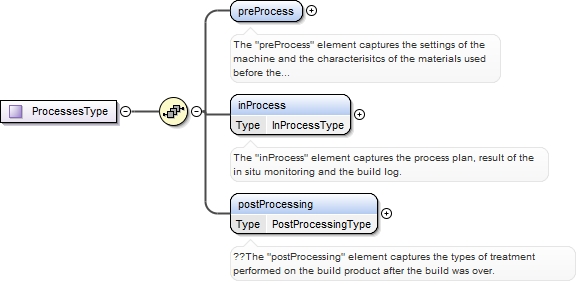 preProcess
The "preProcess" element captures the settings of the
machine and the characterisitcs of the materials used
before the...
ProcessesType
inProcess
Type InProcessType
The "inProcess" element captures the process plan, result of the
in situ monitoring and the build log.
postProcessing
Type PostProcessingType
??The "postProcessing" element captures the types of treatment
performed on the build product after the build was over.